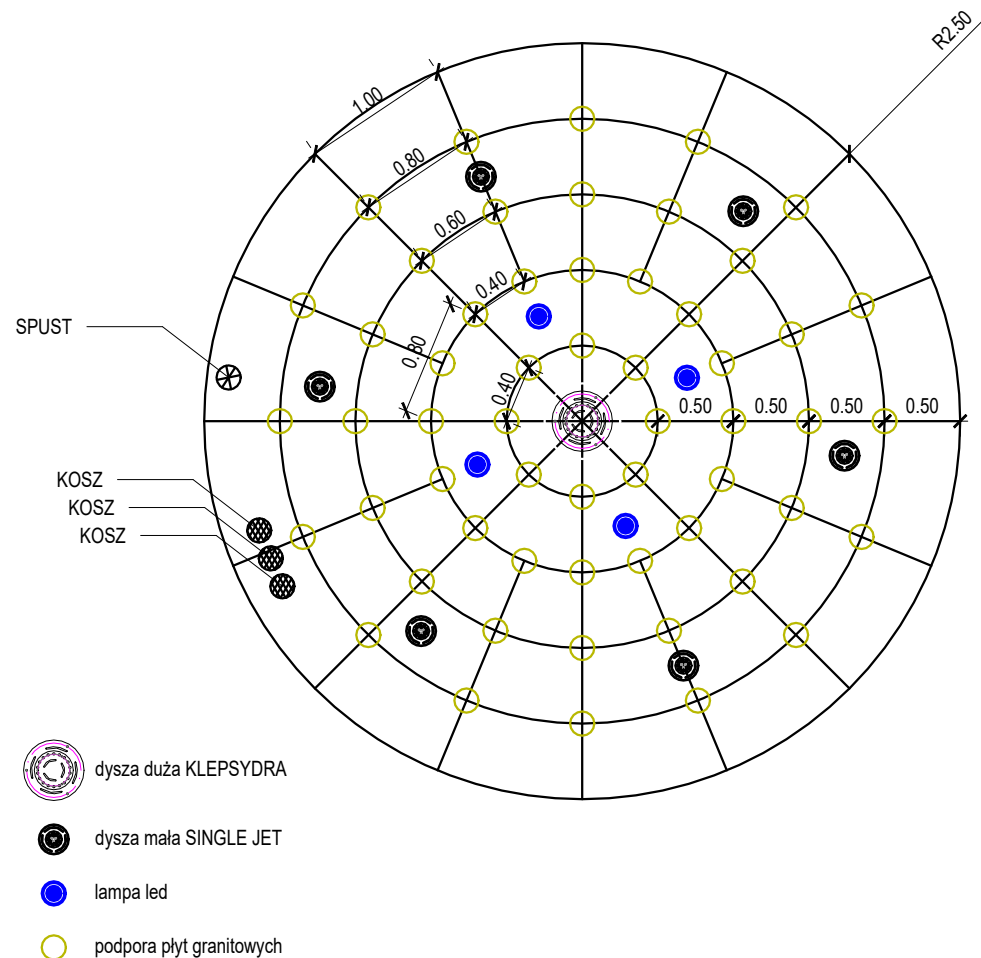 R2.50
1.00
0.80
0.60
0.40
0.80
0.40
0.50 0.50 0.50 0.50
SPUST
KOSZ
KOSZ
KOSZ
dysza duża KLEPSYDRA
dysza mała SINGLE JET
lampa led
podpora płyt granitowych